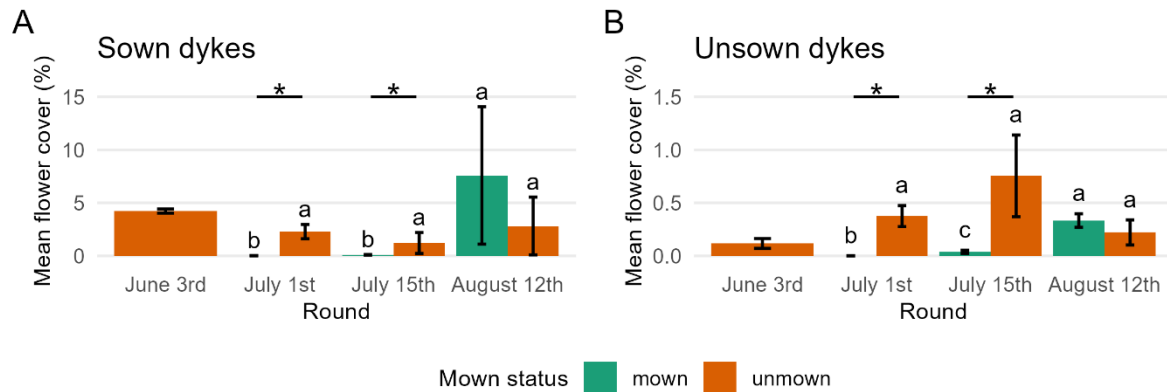 A
Sown dykes
Mean flower cover (%)
15
10
5
0
* * a
a a a
b b
June 3rd July 1st July 15th August 12th
Round
B
Unsown dykes
Mean flower cover (%)
1.5
1.0
0.5
0.0
* * a
a a a
b c
June 3rd July 1st July 15th August 12th
Round
Mown status mown unmown